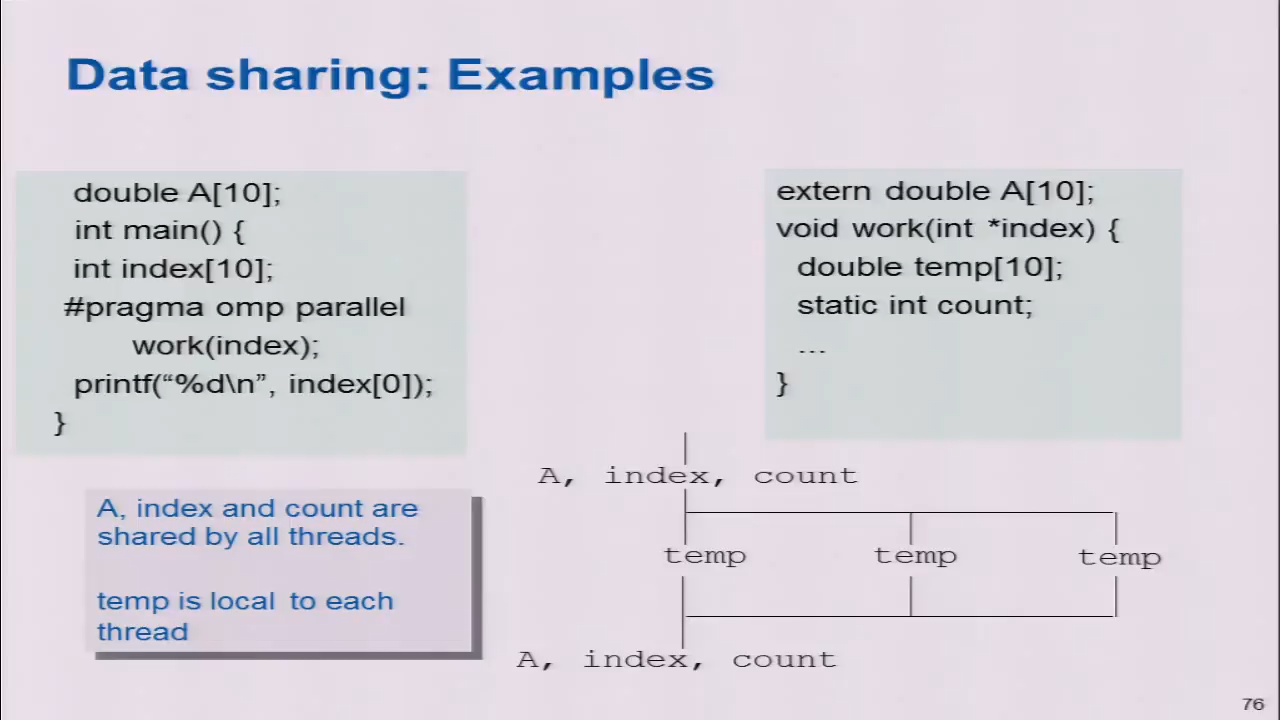 Data sharing: Examples
double A[10];
int main() {
int index[10];
#pragma omp parallel
work(index);
printf(“%d\n”, index[0]);
}
extern double A[10];
void work(int *index) {
double temp[10];
static int count;
...
}
A, index and count are
shared by all threads.
temp is local to each
thread
A, index, count
temp temp temp
A, index, count
76